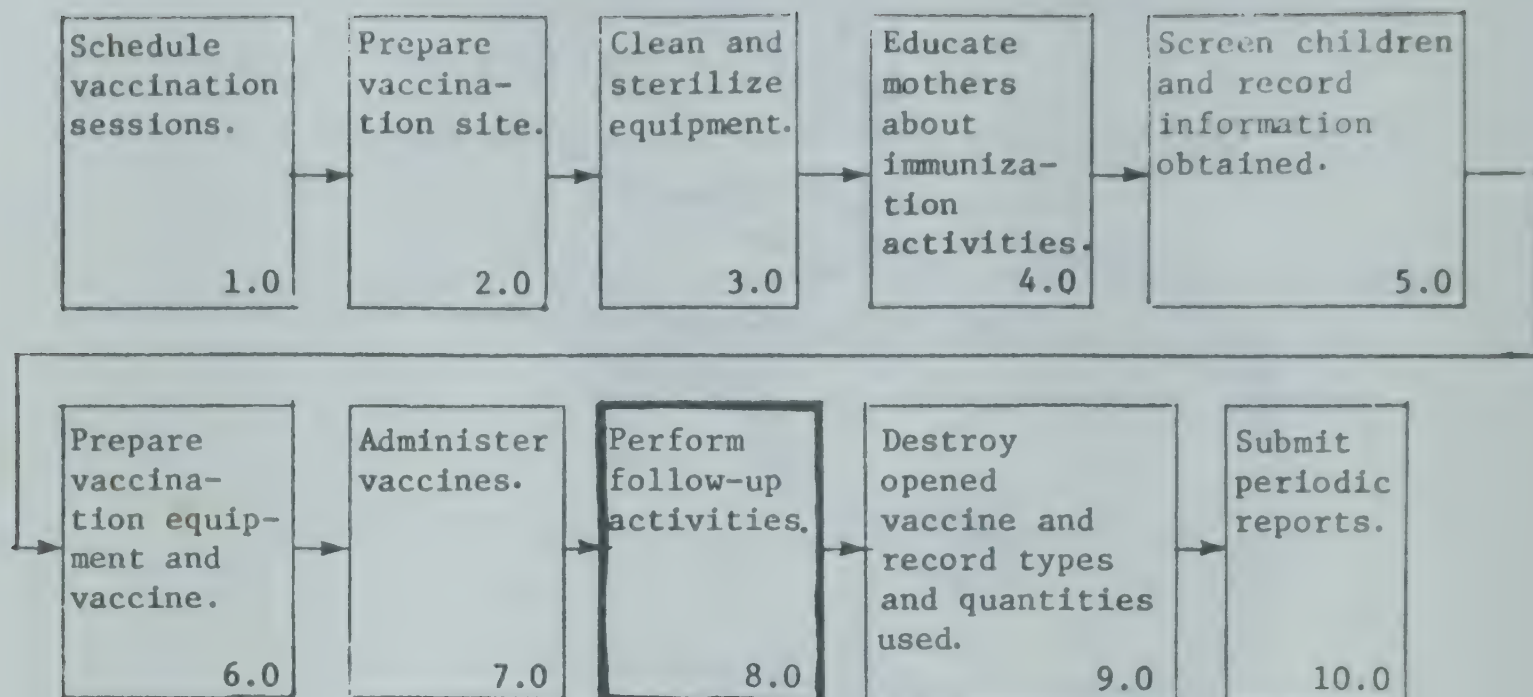 Schedule
vaccination
sessions.
1.0
Prepare
vaccina-
tion site.
2.0
Clean and
sterilize
equipment.
3.0
Educate
mothers
about
immuniza-
tion
activities.
4.0
Screen children
and record
information
obtained.
5.0
Prepare
vaccina-
tion equip-
ment and
vaccine.
6.0
Administer
vaccines.
7.0
Perform
follow-up
activities.
8.0
Destroy
opened
vaccine and
record types
and quantities
used.
9.0
Submit
periodic
reports.
10.0